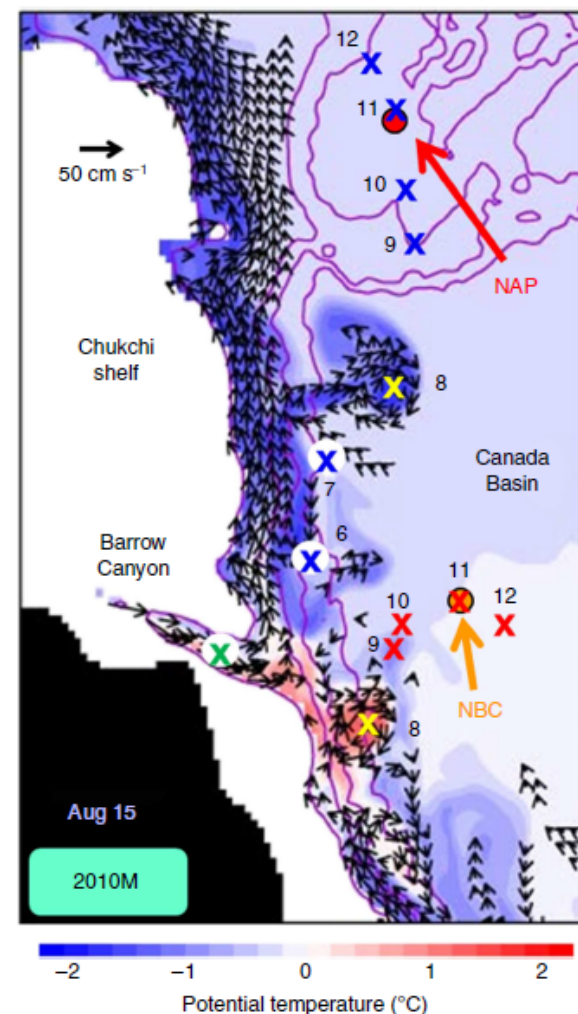 12
11
50 cm s⁻¹
10
9
NAP
Chukchi
shelf
8
Canada
Basin
7
6
Barrow
Canyon
11
10
12
9
NBC
8
Aug 15
2010M
−2
−1
0
1
2
Potential temperature (°C)